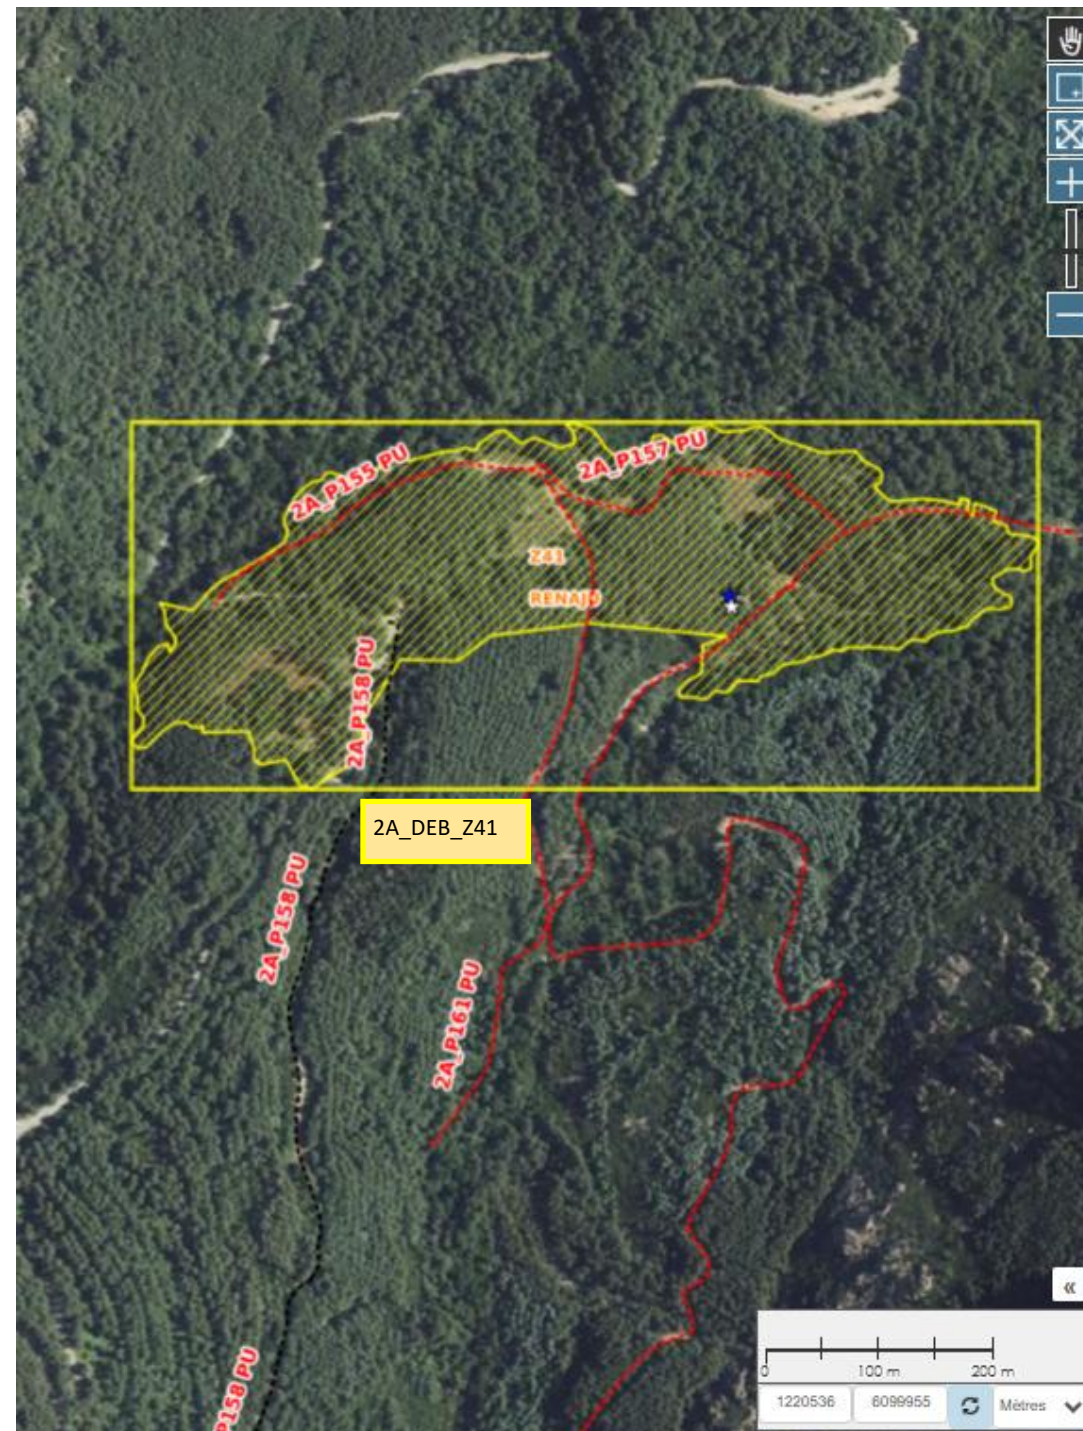 2A_P155 PU
2A_P157 PU
Z41
RENAJO
2A_P158 PU
2A_DEB_Z41
2A_P158 PU
2A_P161 PU
P158 PU
«
0 100 m 200 m
1220536 6099955 Mètres